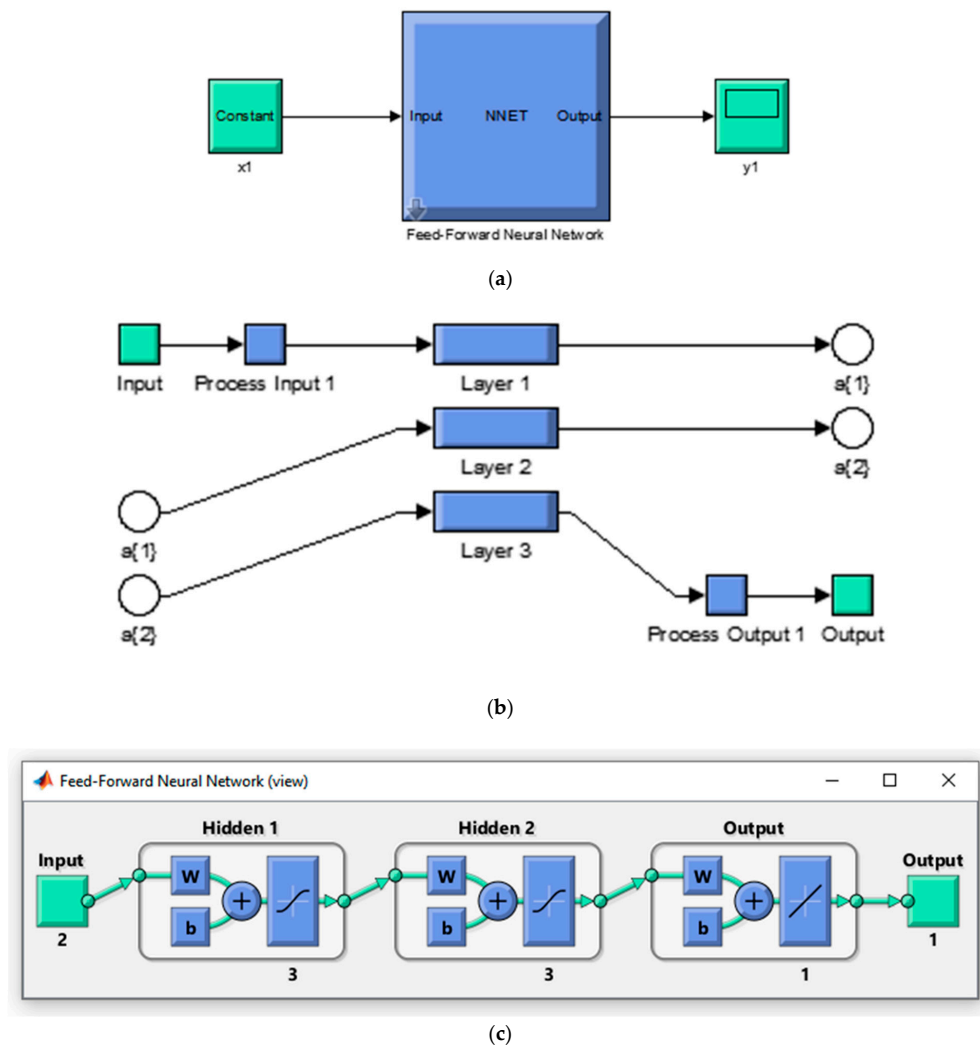 Constant
Input NNET Output
x1
y1
Feed-Forward Neural Network
(a)
Input Process Input 1 Layer 1 a{1}
Layer 2 a{2}
a{1} Layer 3
a{2} Process Output 1 Output
(b)
Feed-Forward Neural Network (view)
Hidden 1 Hidden 2 Output
Input Output
W W W
b b b
2 3 3 1 1
(c)